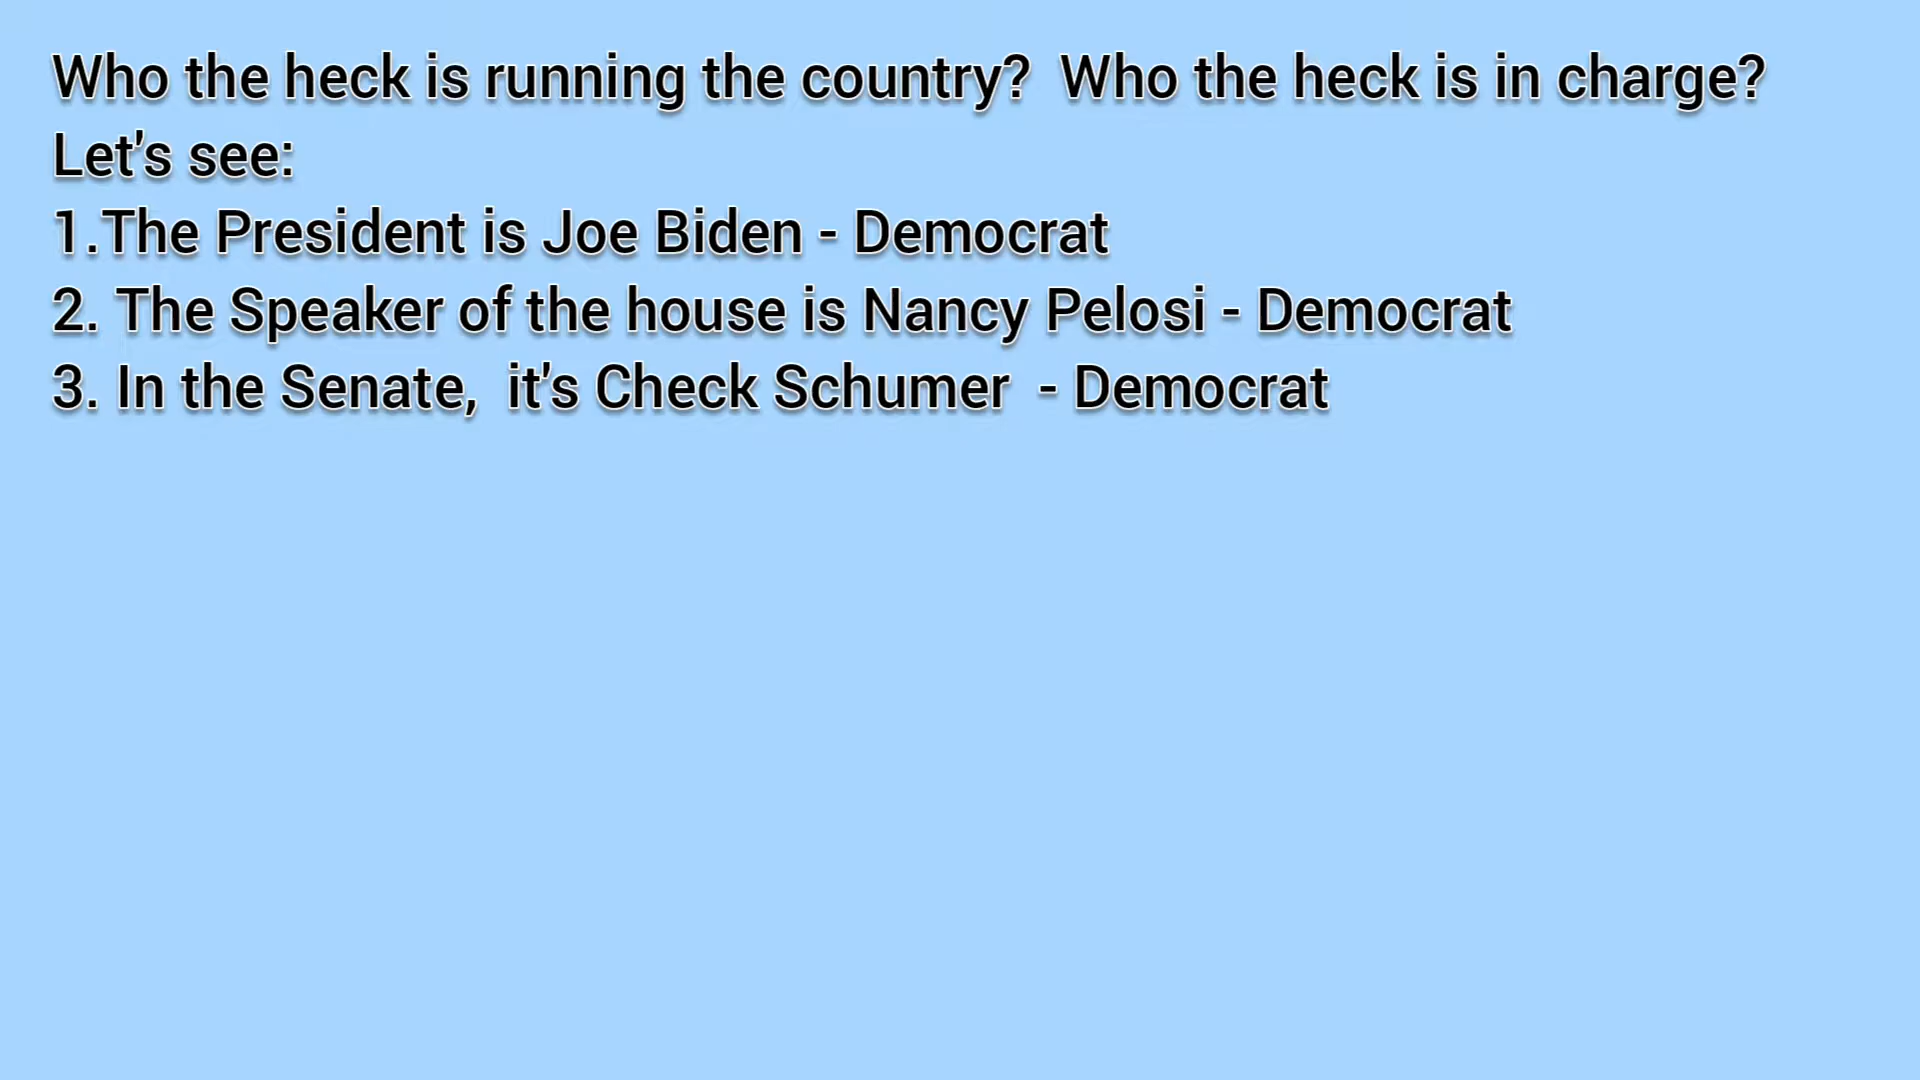 Who the heck is running the country?  Who the heck is in charge?
Let's see:
1.The President is Joe Biden - Democrat
2. The Speaker of the house is Nancy Pelosi - Democrat
3. In the Senate,  it's Check Schumer  - Democrat